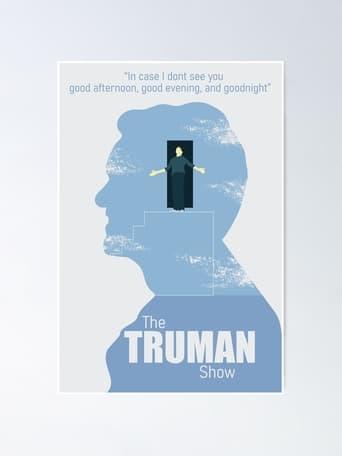 "In case I dont see you
good afternoon, good evening, and goodnight"
The
TRUMAN
Show